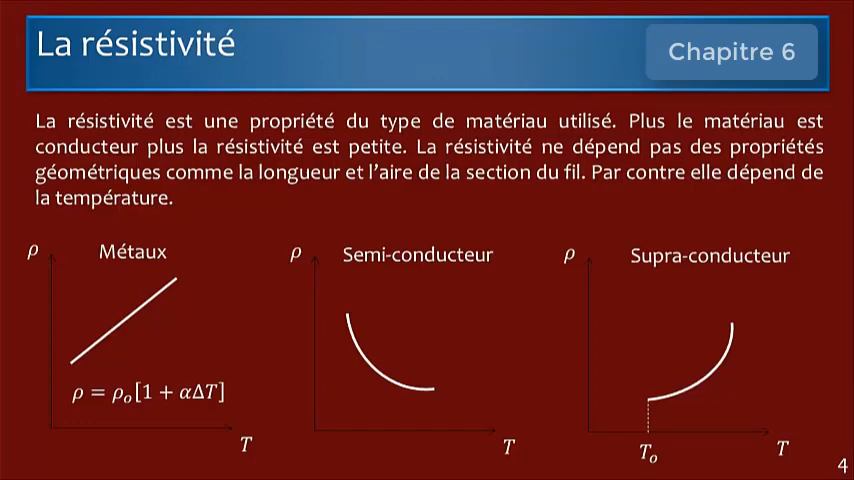 La résistivité
Chapitre 6
La résistivité est une propriété du type de matériau utilisé. Plus le matériau est
conducteur plus la résistivité est petite. La résistivité ne dépend pas des propriétés
géométriques comme la longueur et l’aire de la section du fil. Par contre elle dépend de
la température.
ρ Métaux
ρ = ρₒ[1 + αΔT]
T
ρ Semi-conducteur
T
ρ Supra-conducteur
Tₒ
T
4